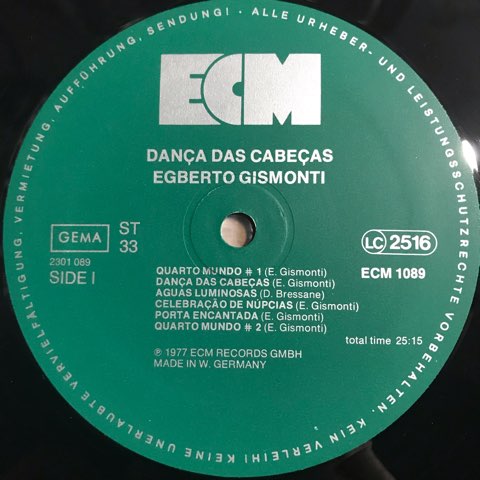 ECM
DANÇA DAS CABEÇAS
EGBERTO GISMONTI
GEMA
ST
33
2301 089
SIDE I
LC 2516
ECM 1089
QUARTO MUNDO # 1 (E. Gismonti)
DANÇA DAS CABEÇAS (E. Gismonti)
AGUAS LUMINOSAS (D. Bressane)
CELEBRAÇÃO DE NUPCIAS (E. Gismonti)
PORTA ENCANTADA (E. Gismonti)
QUARTO MUNDO # 2 (E. Gismonti)
total time 25:15
℗ 1977 ECM RECORDS GMBH
MADE IN W. GERMANY
ALLE URHEBER- UND LEISTUNGSSCHUTZRECHTE VORBEHALTEN. KEIN VERLEIH! KEINE UNERLAUBTE VERVIELFÄLTIGUNG, VERMIETUNG, AUFFÜHRUNG, SENDUNG! ·